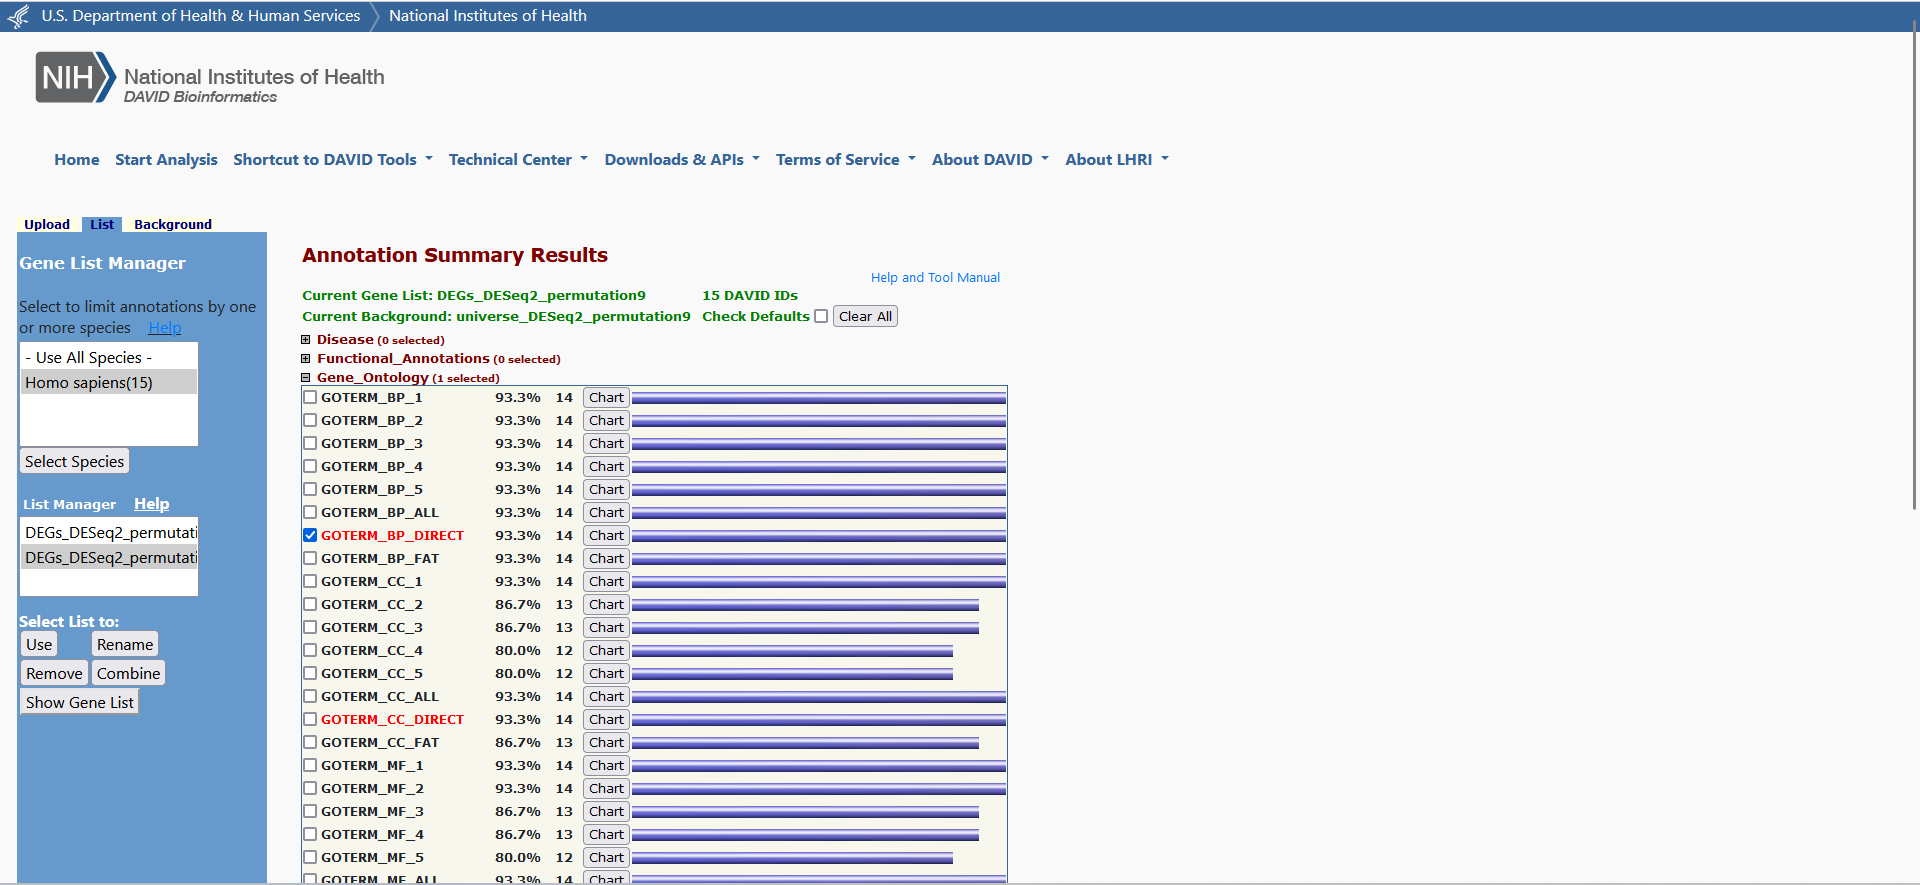 U.S. Department of Health & Human Services National Institutes of Health
NIH National Institutes of Health
DAVID Bioinformatics
Home Start Analysis Shortcut to DAVID Tools Technical Center Downloads & APIs Terms of Service About DAVID About LHRI
Upload List Background
Gene List Manager
Select to limit annotations by one
or more species Help
- Use All Species -
Homo sapiens(15)
Select Species
List Manager Help
DEGs_DESeq2_permutati
DEGs_DESeq2_permutati
Select List to:
Use Rename
Remove Combine
Show Gene List
Annotation Summary Results
Help and Tool Manual
Current Gene List: DEGs_DESeq2_permutation9 15 DAVID IDs
Current Background: universe_DESeq2_permutation9 Check Defaults Clear All
Disease (0 selected)
Functional_Annotations (0 selected)
Gene_Ontology (1 selected)
GOTERM_BP_1 93.3% 14 Chart
GOTERM_BP_2 93.3% 14 Chart
GOTERM_BP_3 93.3% 14 Chart
GOTERM_BP_4 93.3% 14 Chart
GOTERM_BP_5 93.3% 14 Chart
GOTERM_BP_ALL 93.3% 14 Chart
GOTERM_BP_DIRECT 93.3% 14 Chart
GOTERM_BP_FAT 93.3% 14 Chart
GOTERM_CC_1 93.3% 14 Chart
GOTERM_CC_2 86.7% 13 Chart
GOTERM_CC_3 86.7% 13 Chart
GOTERM_CC_4 80.0% 12 Chart
GOTERM_CC_5 80.0% 12 Chart
GOTERM_CC_ALL 93.3% 14 Chart
GOTERM_CC_DIRECT 93.3% 14 Chart
GOTERM_CC_FAT 86.7% 13 Chart
GOTERM_MF_1 93.3% 14 Chart
GOTERM_MF_2 93.3% 14 Chart
GOTERM_MF_3 86.7% 13 Chart
GOTERM_MF_4 86.7% 13 Chart
GOTERM_MF_5 80.0% 12 Chart
GOTERM_MF_ALL 93.3% 14 Chart